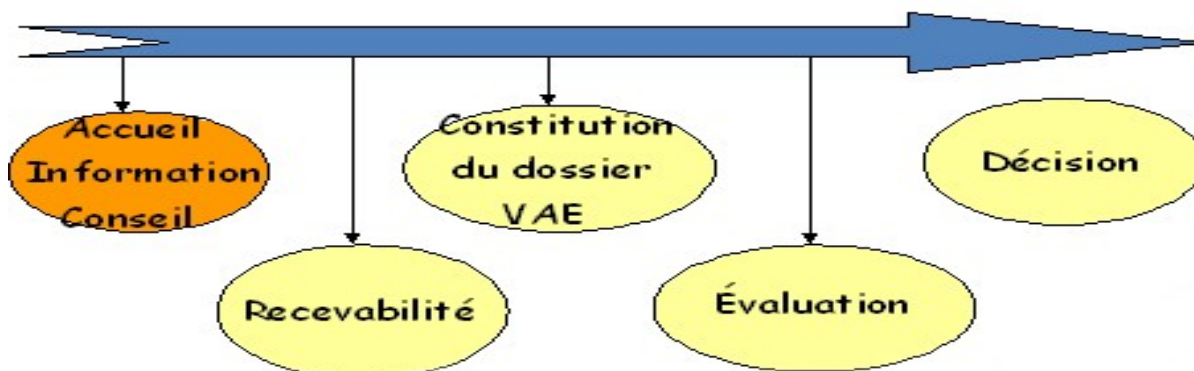 Accueil
Information
Conseil
Recevabilité
Constitution
du dossier
VAE
Évaluation
Décision